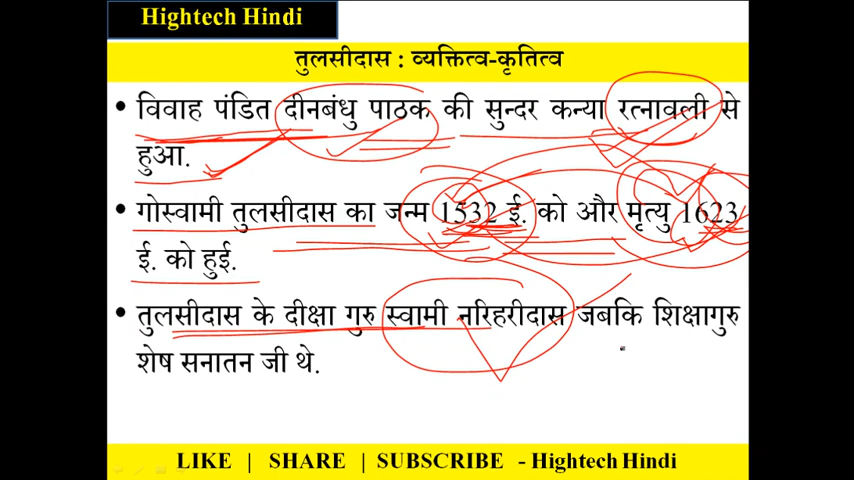 Hightech Hindi
तुलसीदास : व्यक्तित्व-कृतित्व
• विवाह पंडित दीनबंधु पाठक की सुन्दर कन्या रत्नावली से
हुआ.
• गोस्वामी तुलसीदास का जन्म 1532 ई. को और मृत्यु 1623
ई. को हुई.
• तुलसीदास के दीक्षा गुरु स्वामी नरिहरीदास जबकि शिक्षागुरु
शेष सनातन जी थे.
LIKE | SHARE | SUBSCRIBE - Hightech Hindi